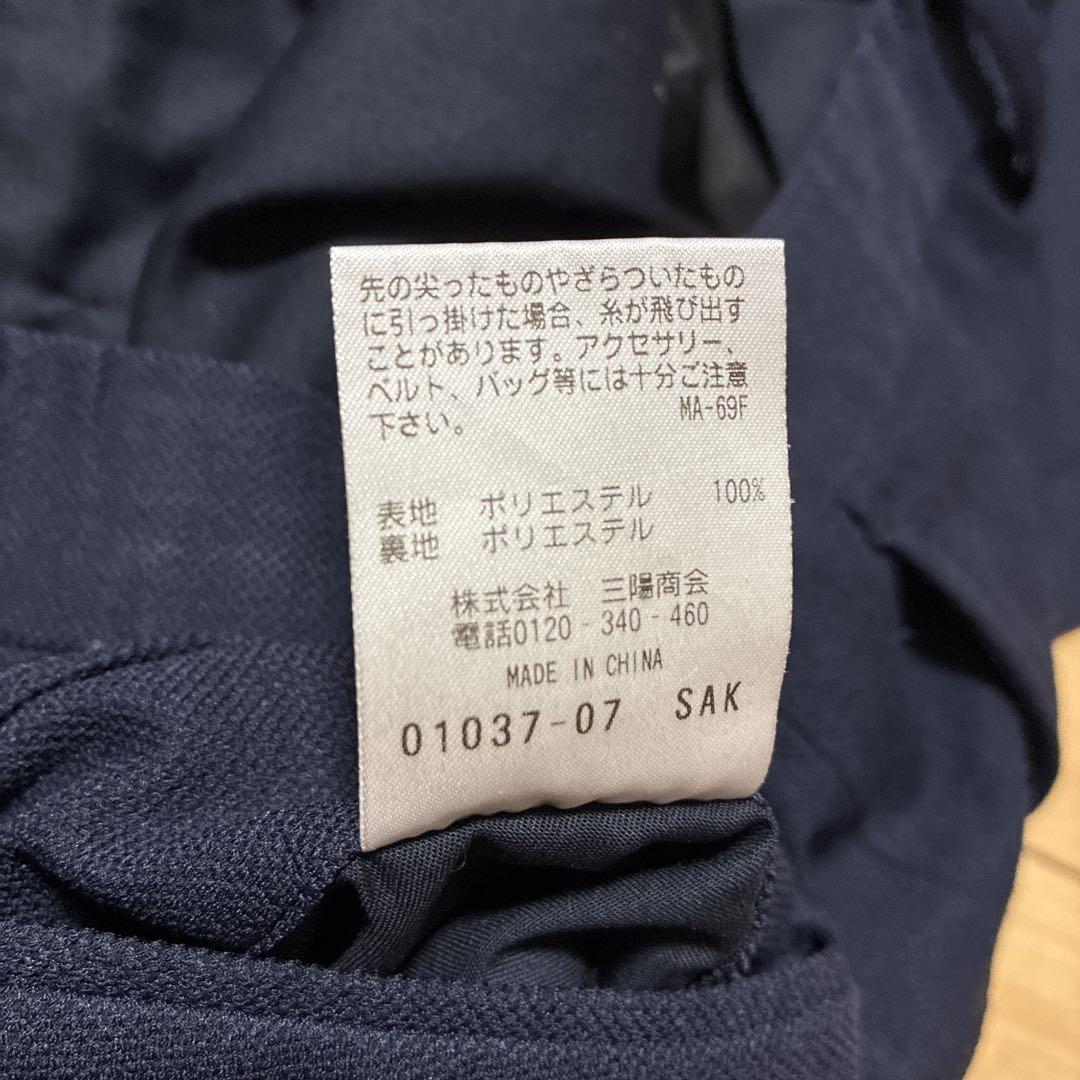 先の尖ったものやざらついたもの
に引っ掛けた場合、糸が飛び出す
ことがあります。アクセサリー、
ベルト、バッグ等には十分ご注意
下さい。 MA-69F
表地 ポリエステル 100%
裏地 ポリエステル
株式会社 三陽商会
電話0120-340-460
MADE IN CHINA
01037-07 SAK